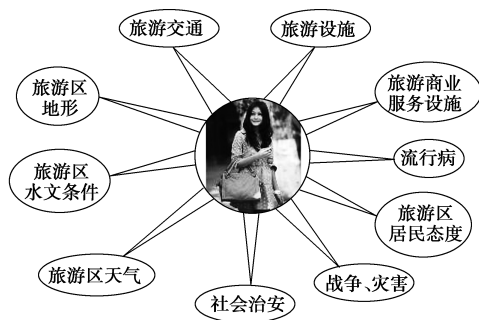 旅游交通
旅游设施
旅游区
地形
旅游商业
服务设施
流行病
旅游区
水文条件
旅游区
居民态度
旅游区天气
社会治安
战争、灾害